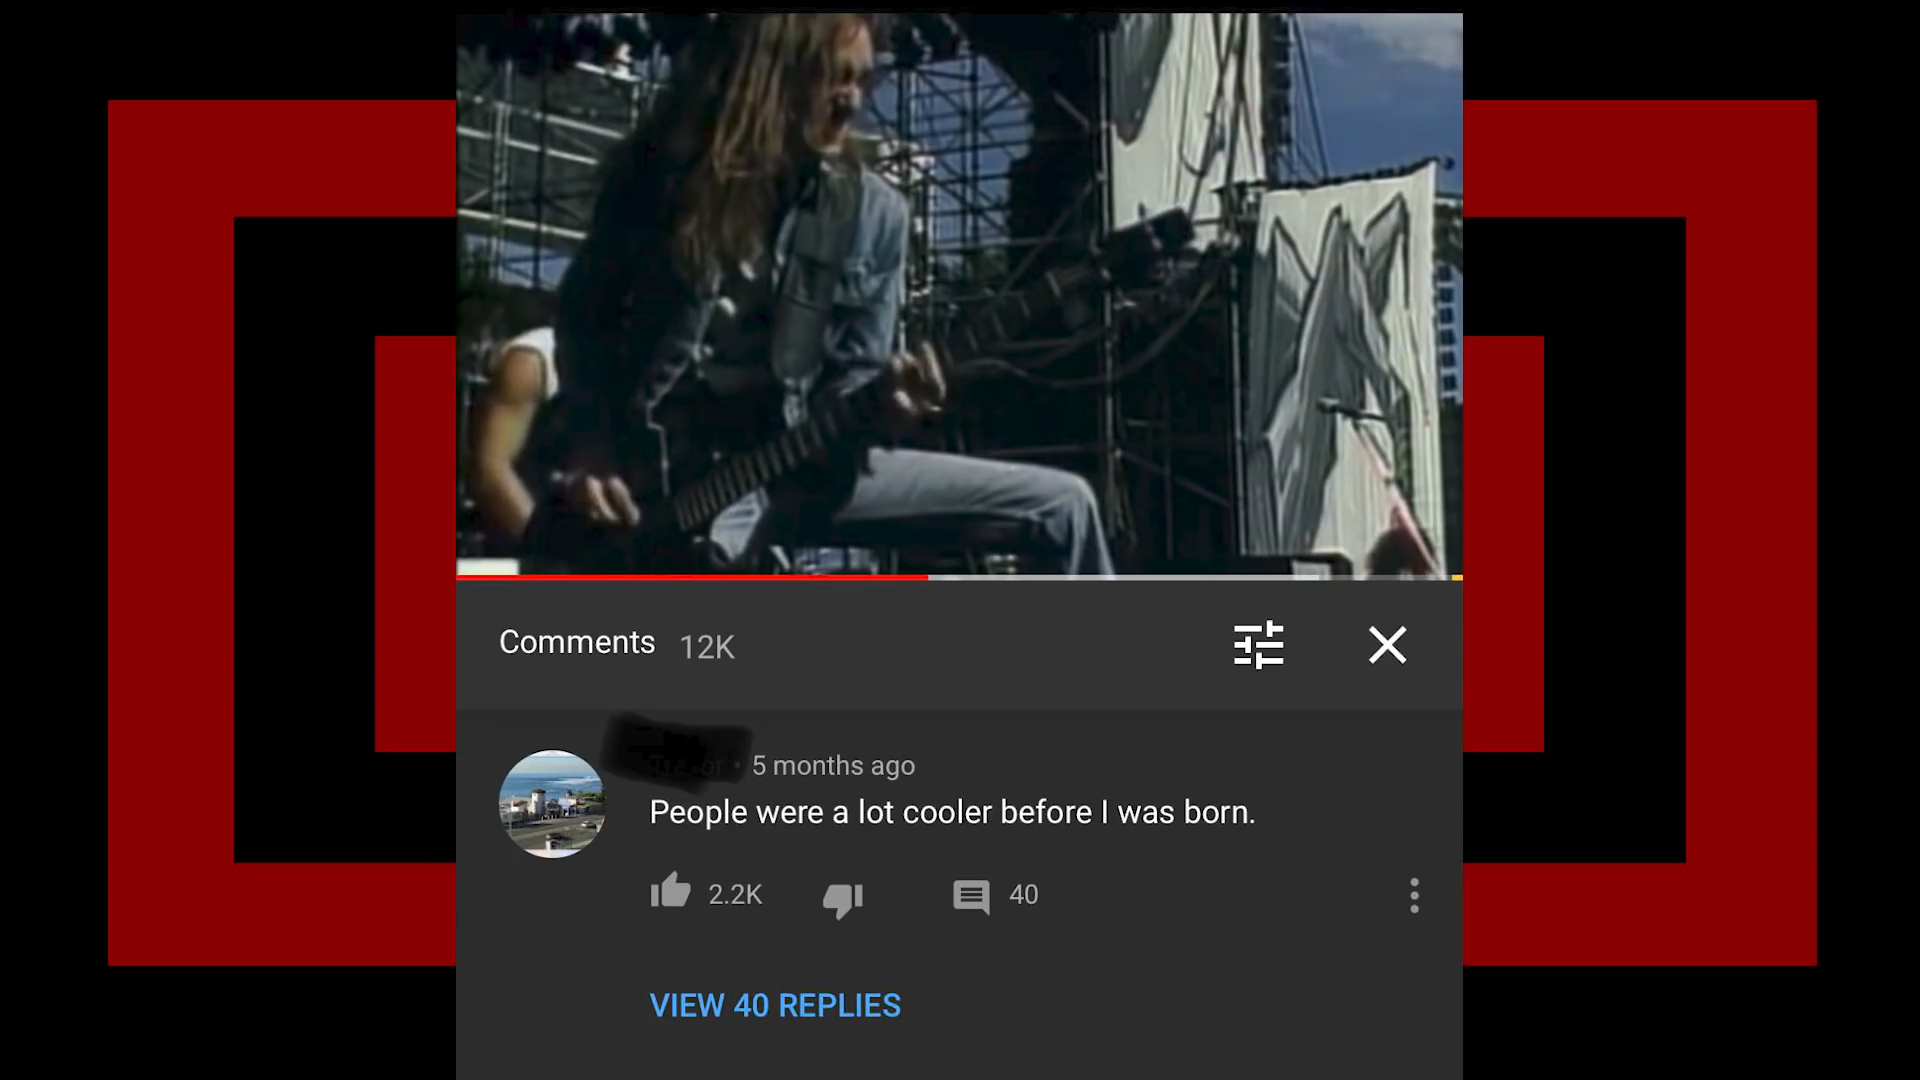 Comments 12K
5 months ago
People were a lot cooler before I was born.
2.2K 40
VIEW 40 REPLIES